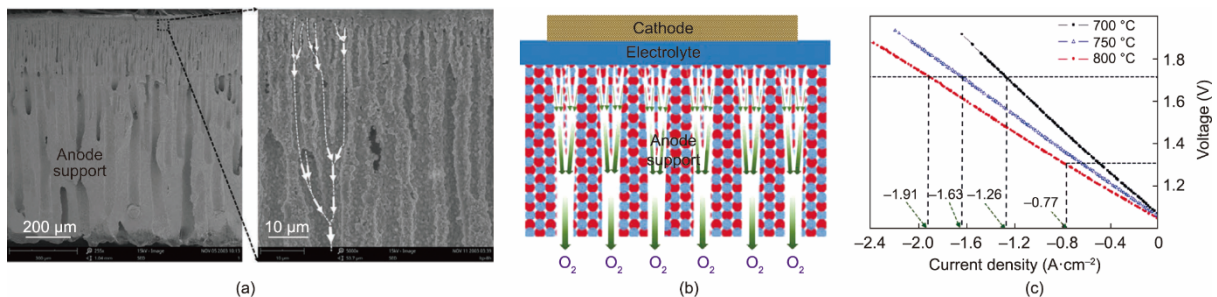 Anode
support
200 μm
10 μm
(a)
Cathode
Electrolyte
Anode
support
O₂ O₂ O₂ O₂ O₂ O₂
(b)
700 °C
750 °C
800 °C
1.8
1.6
1.4
1.2
Voltage (V)
−1.91
−1.63
−1.26
−0.77
−2.4 −2.0 −1.6 −1.2 −0.8 −0.4 0
Current density (A·cm⁻²)
(c)